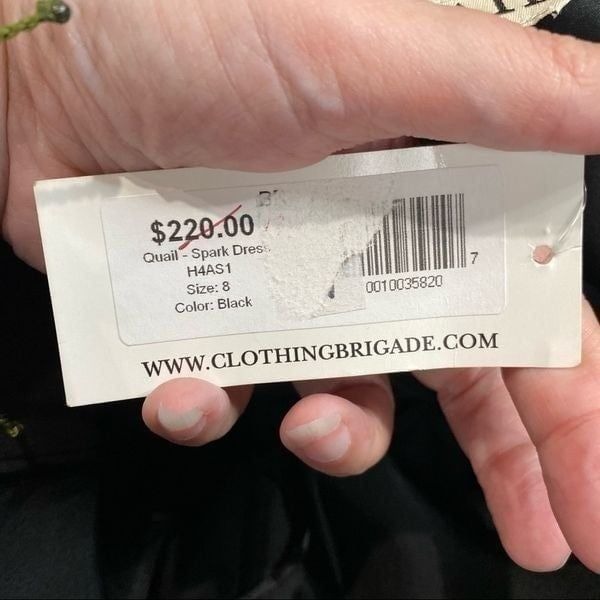 $220.00
Quail - Spark Dress
H4AS1
Size: 8
Color: Black
7
0010035820
WWW.CLOTHINGBRIGADE.COM